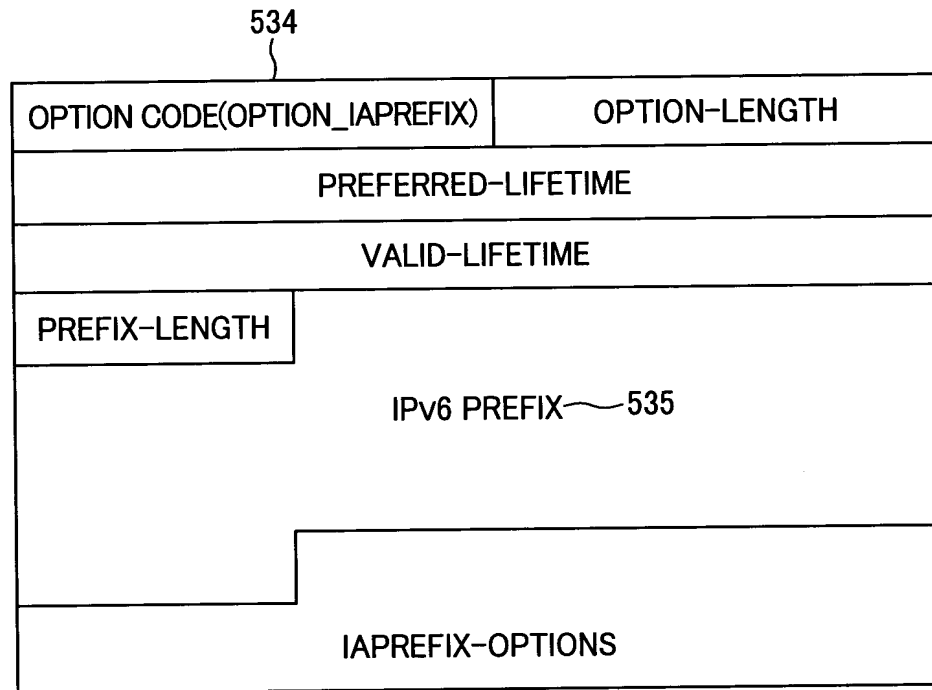 534
OPTION CODE(OPTION_IAPREFIX) OPTION-LENGTH
PREFERRED-LIFETIME
VALID-LIFETIME
PREFIX-LENGTH
IPv6 PREFIX 535
IAPREFIX-OPTIONS